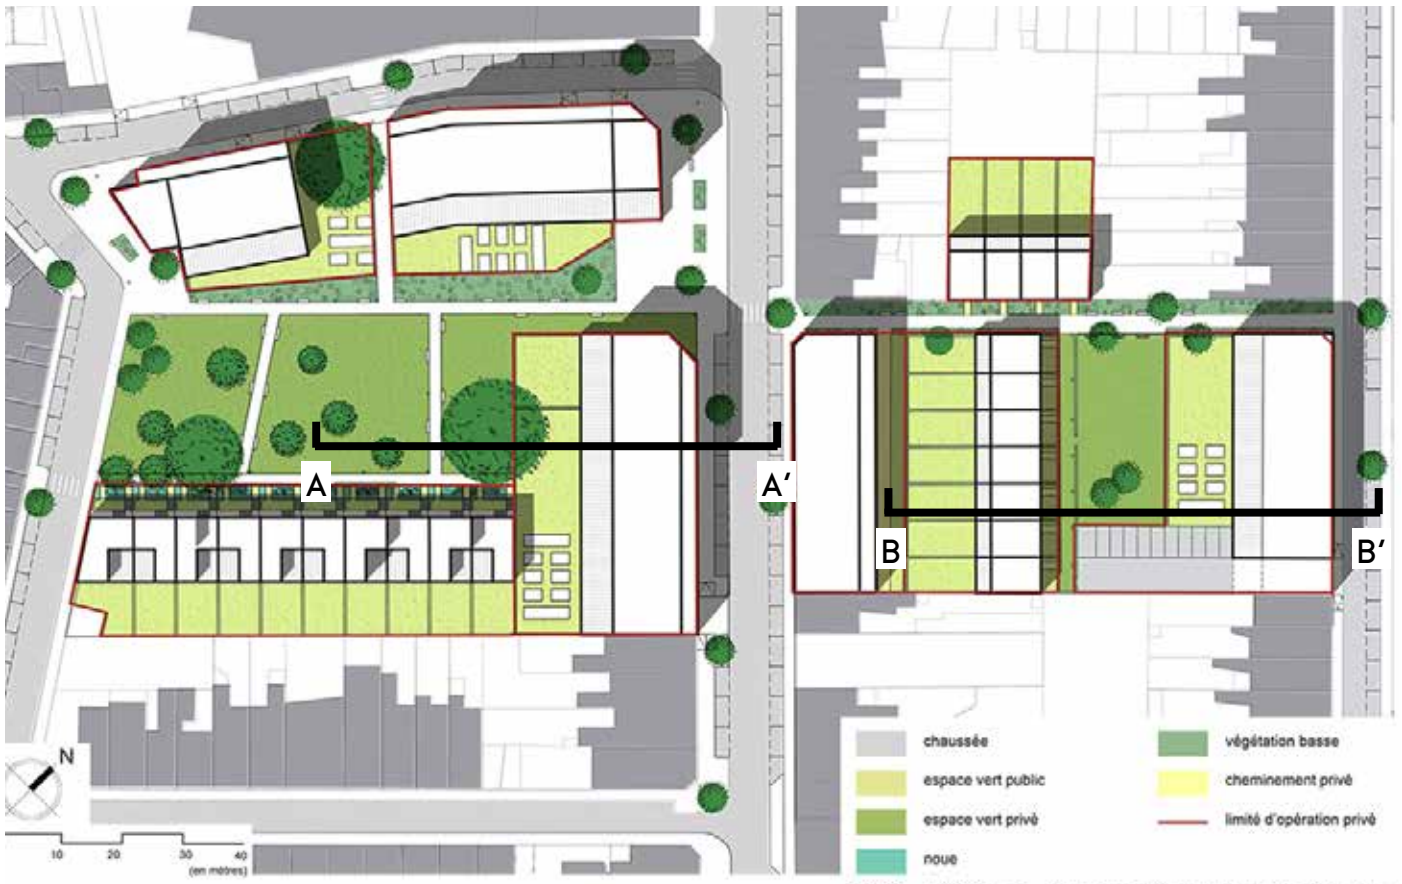 A
A'
B
B'
N
10 20 30 40
(en mètres)
chaussée
espace vert public
espace vert privé
noue
végétation basse
cheminement privé
limité d'opération privé